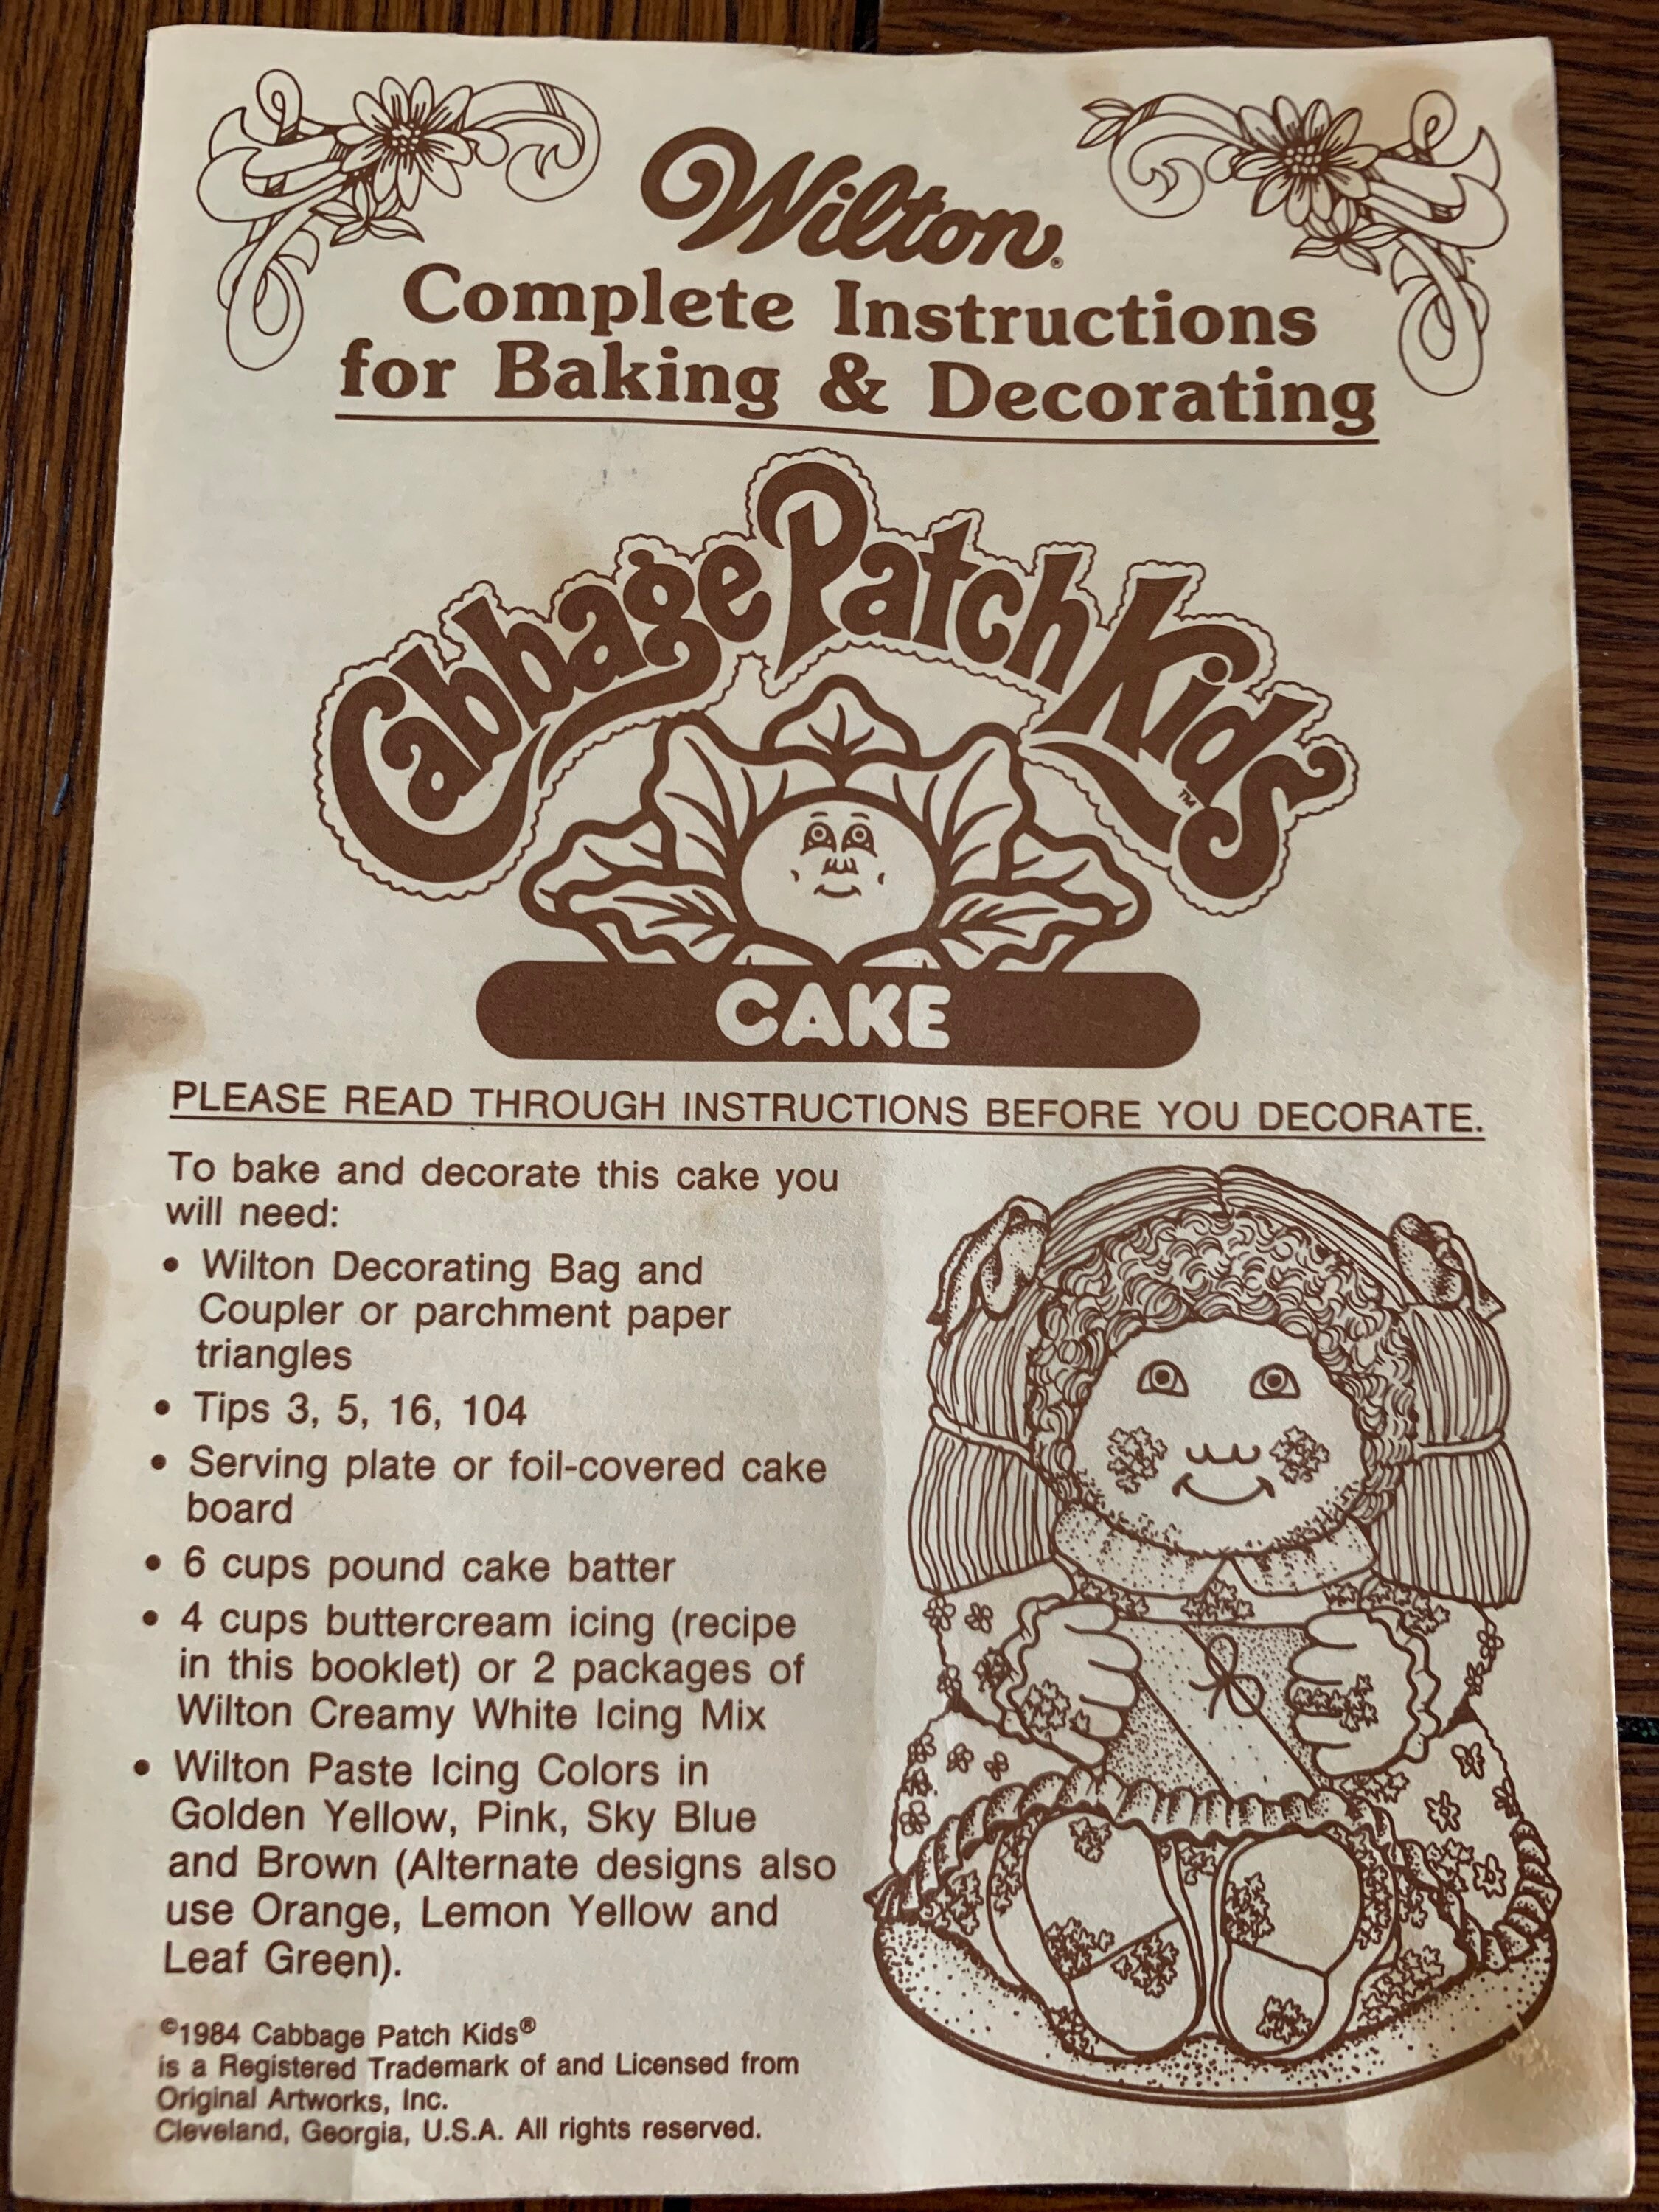 Wilton®
Complete Instructions
for Baking & Decorating
Cabbage Patch Kids™
CAKE
PLEASE READ THROUGH INSTRUCTIONS BEFORE YOU DECORATE.
To bake and decorate this cake you
will need:
• Wilton Decorating Bag and
Coupler or parchment paper
triangles
• Tips 3, 5, 16, 104
• Serving plate or foil-covered cake
board
• 6 cups pound cake batter
• 4 cups buttercream icing (recipe
in this booklet) or 2 packages of
Wilton Creamy White Icing Mix
• Wilton Paste Icing Colors in
Golden Yellow, Pink, Sky Blue
and Brown (Alternate designs also
use Orange, Lemon Yellow and
Leaf Green).
©1984 Cabbage Patch Kids®
is a Registered Trademark of and Licensed from
Original Artworks, Inc.
Cleveland, Georgia, U.S.A. All rights reserved.